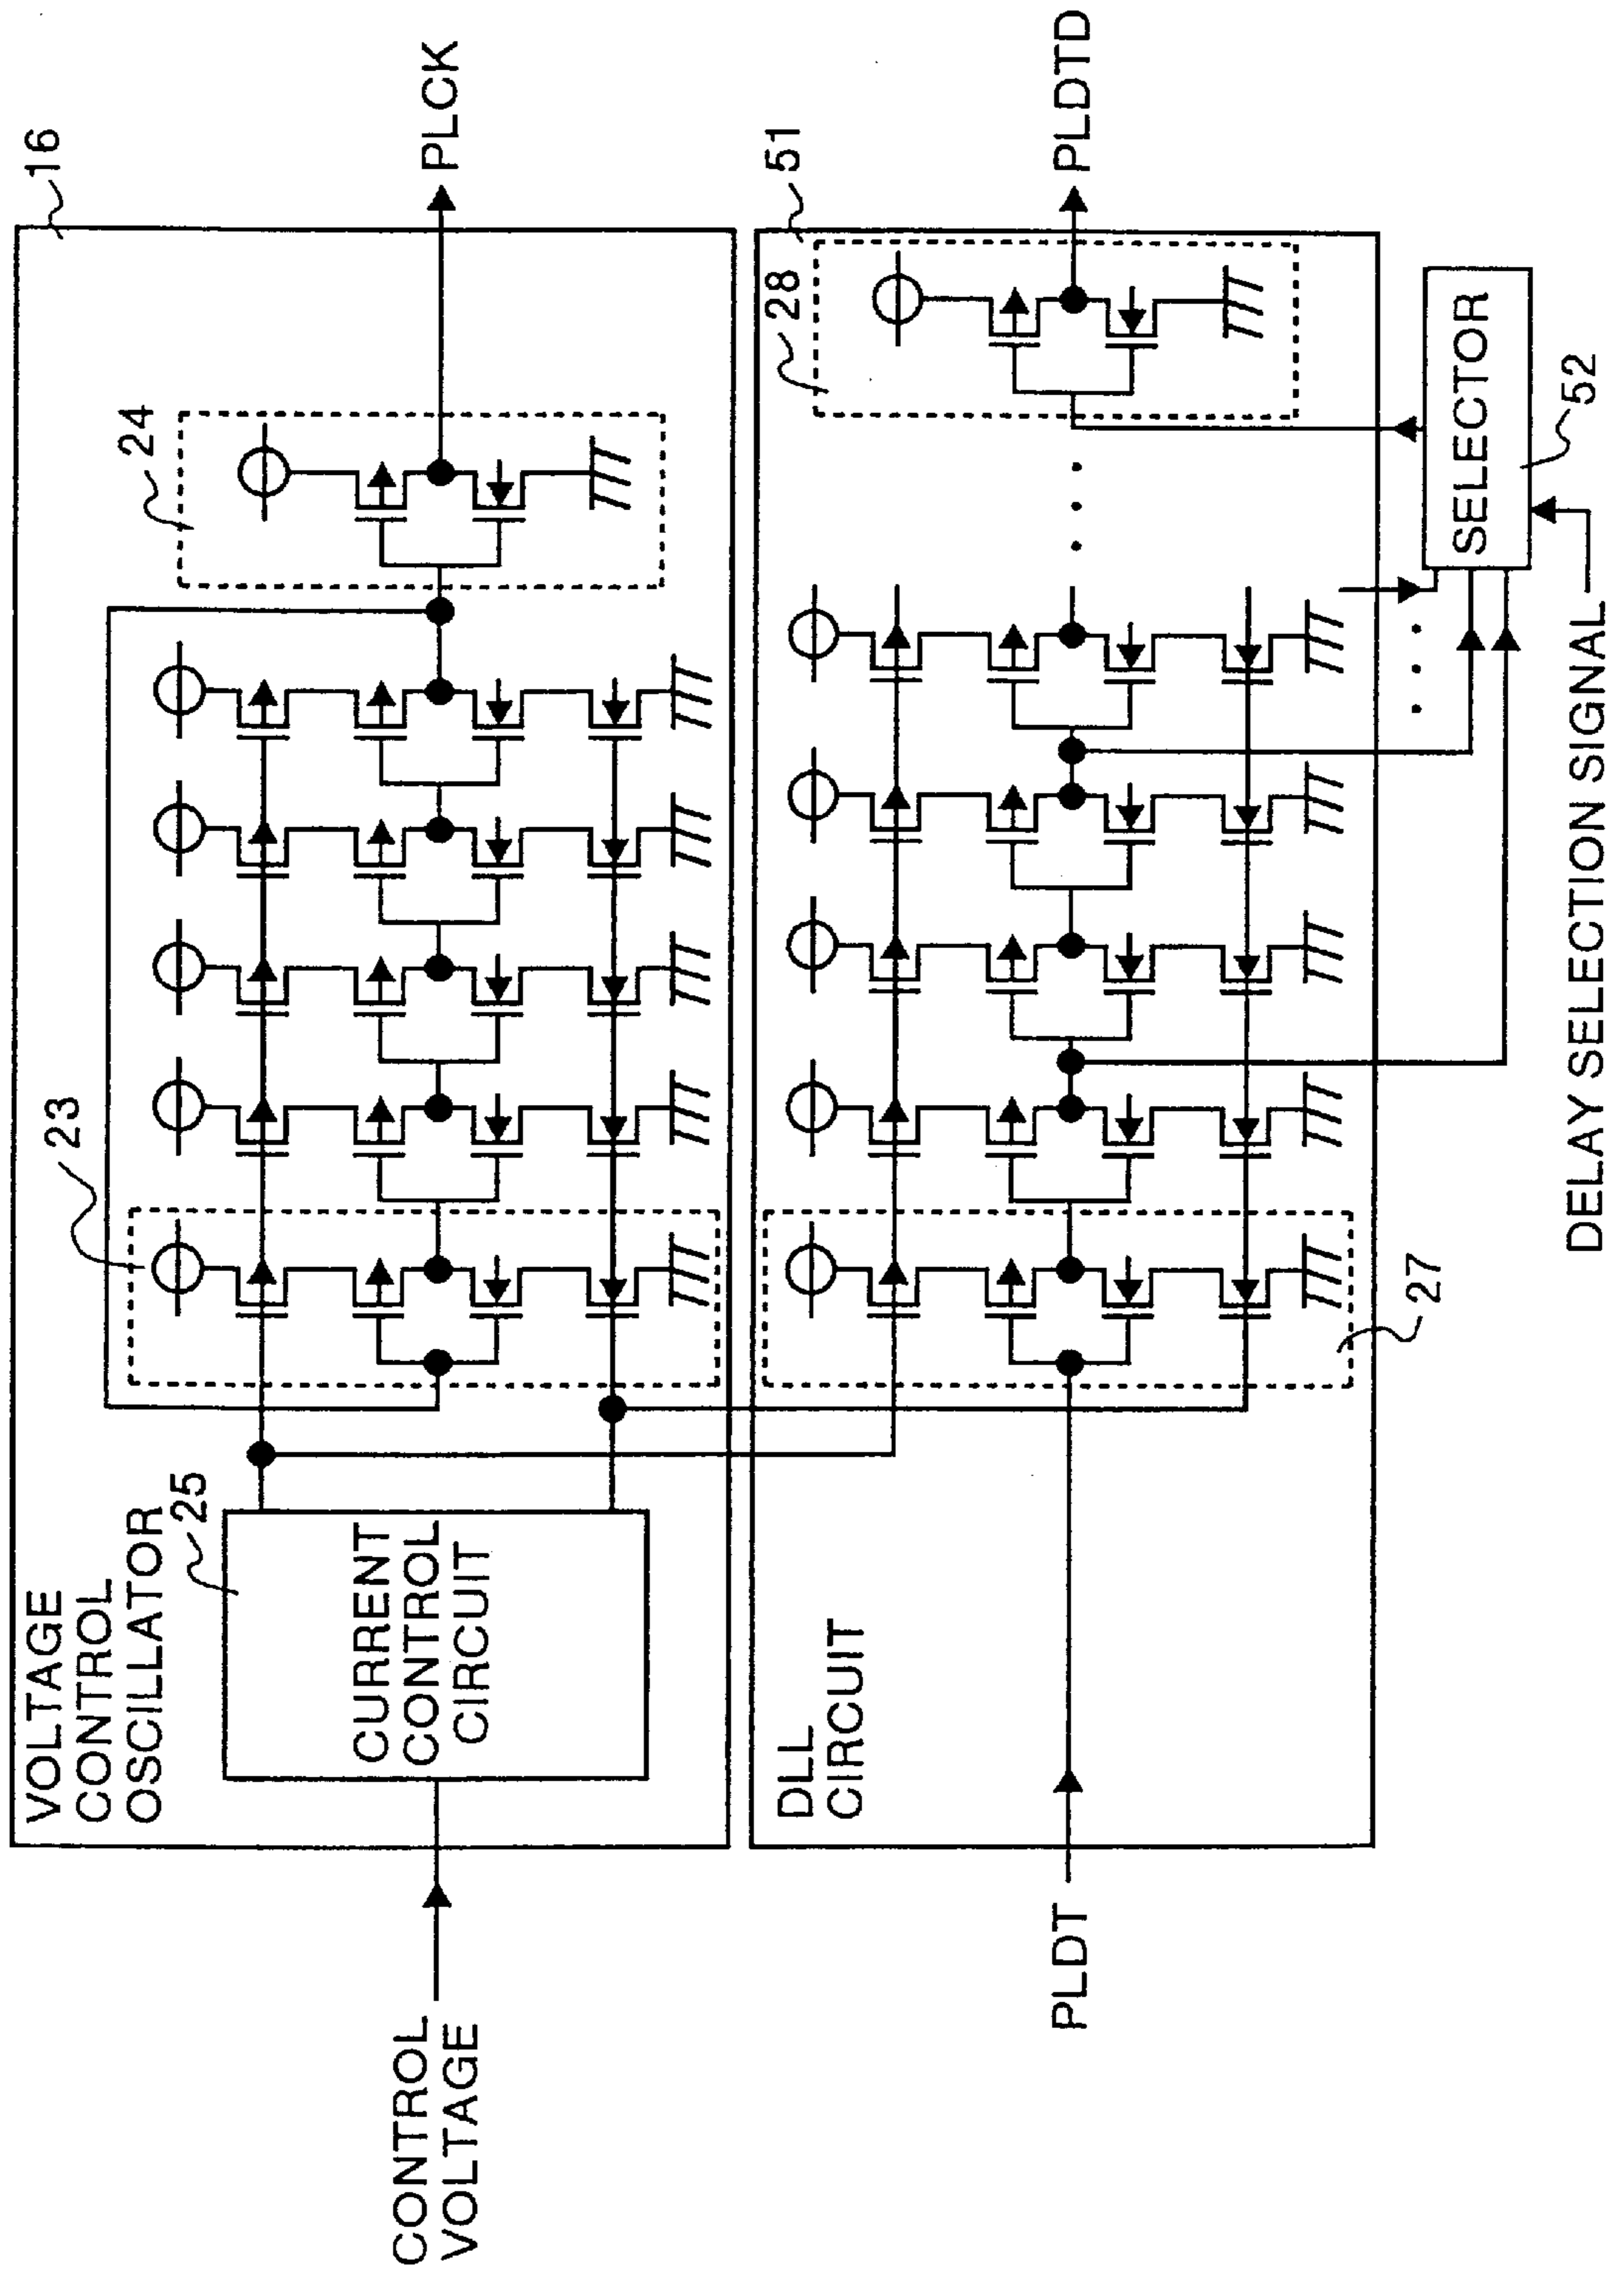 VOLTAGE
CONTROL
OSCILLATOR
16
25
CURRENT
CONTROL
CIRCUIT
23
24
CONTROL
VOLTAGE
PLCK
DLL
CIRCUIT
51
28
27
PLDT
PLDTD
SELECTOR
52
DELAY SELECTION SIGNAL